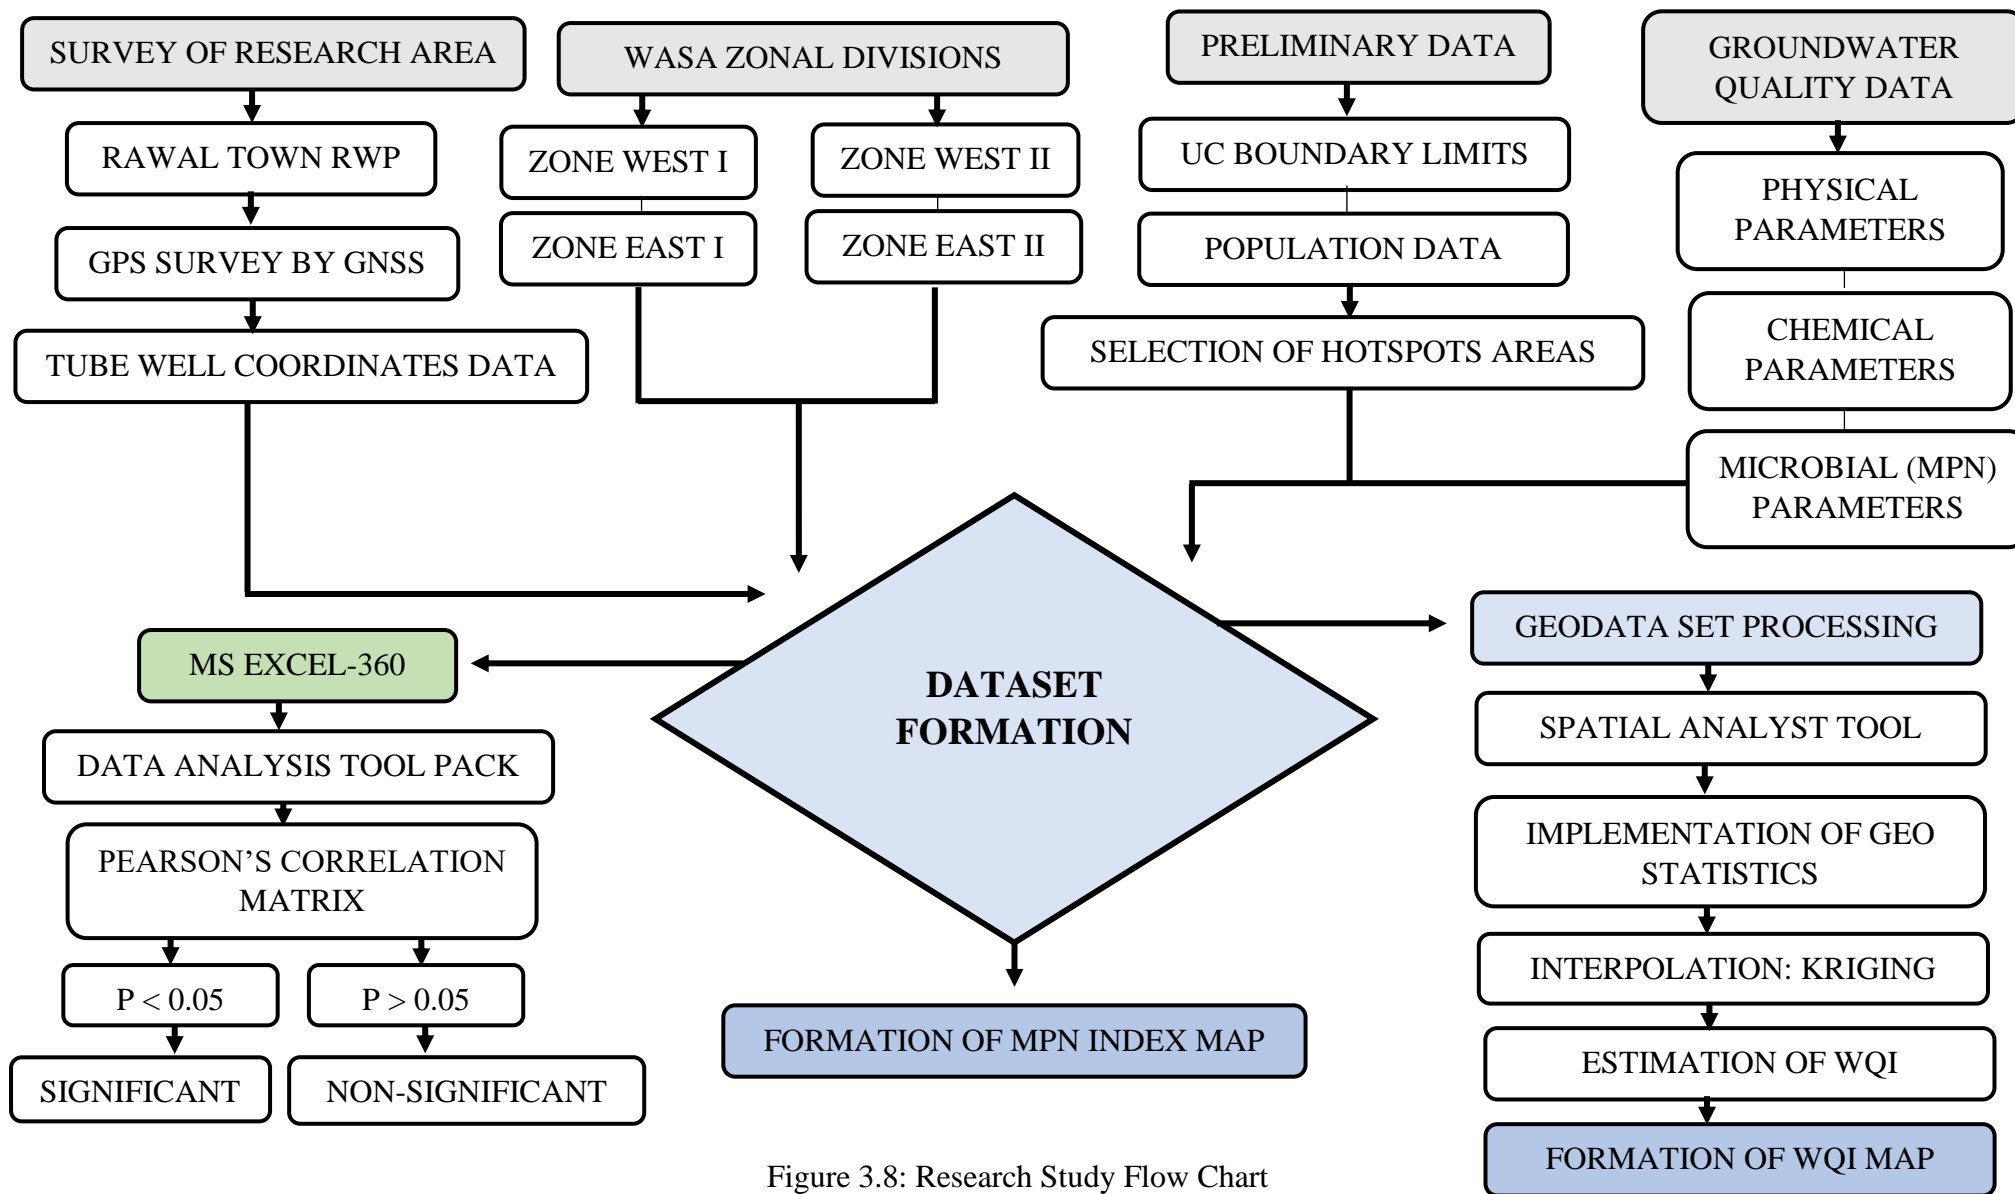 SURVEY OF RESEARCH AREA
RAWAL TOWN RWP
GPS SURVEY BY GNSS
TUBE WELL COORDINATES DATA
WASA ZONAL DIVISIONS
ZONE WEST I
ZONE EAST I
ZONE WEST II
ZONE EAST II
PRELIMINARY DATA
UC BOUNDARY LIMITS
POPULATION DATA
SELECTION OF HOTSPOTS AREAS
GROUNDWATER
QUALITY DATA
PHYSICAL
PARAMETERS
CHEMICAL
PARAMETERS
MICROBIAL (MPN)
PARAMETERS
DATASET
FORMATION
MS EXCEL-360
DATA ANALYSIS TOOL PACK
PEARSON’S CORRELATION
MATRIX
P < 0.05
P > 0.05
SIGNIFICANT
NON-SIGNIFICANT
FORMATION OF MPN INDEX MAP
GEODATA SET PROCESSING
SPATIAL ANALYST TOOL
IMPLEMENTATION OF GEO
STATISTICS
INTERPOLATION: KRIGING
ESTIMATION OF WQI
FORMATION OF WQI MAP
Figure 3.8: Research Study Flow Chart